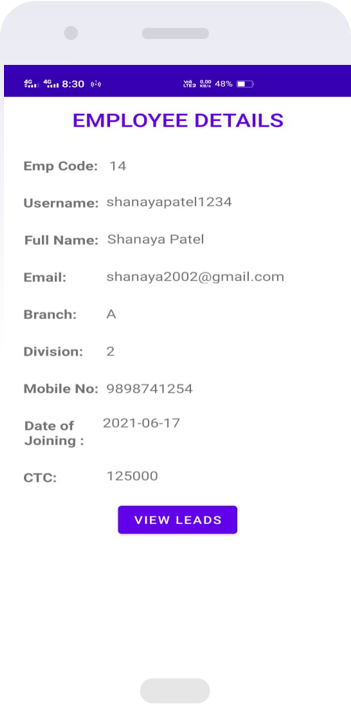 4G 4G 8:30 Vo1) LTE2 0.00 KB/s 48%
EMPLOYEE DETAILS
Emp Code: 14
Username: shanayapatel1234
Full Name: Shanaya Patel
Email: shanaya2002@gmail.com
Branch: A
Division: 2
Mobile No: 9898741254
Date of Joining : 2021-06-17
CTC: 125000
VIEW LEADS